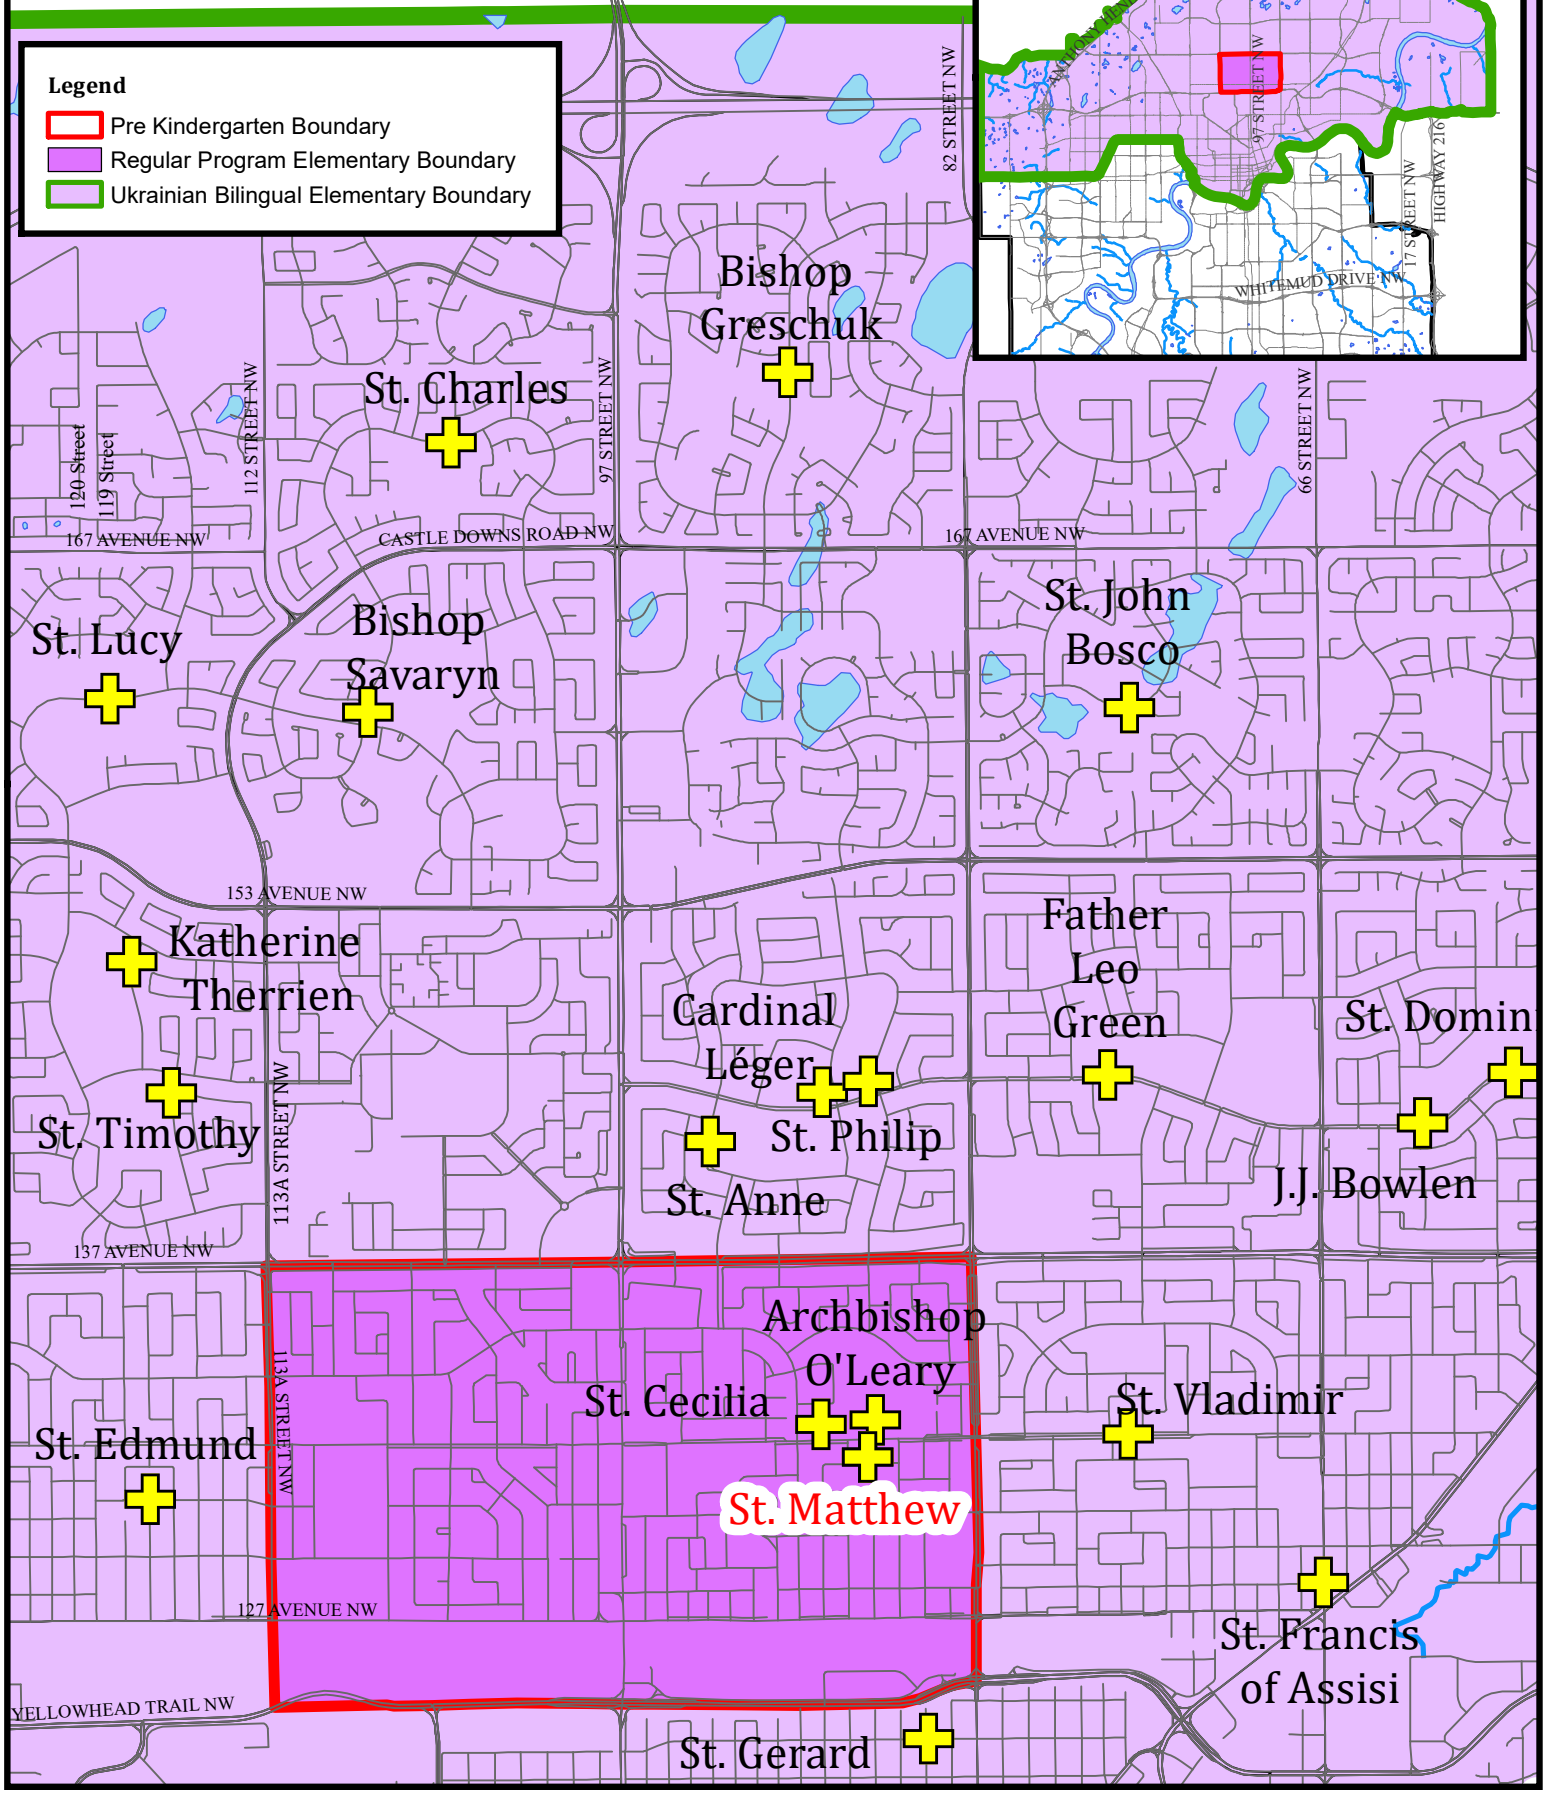 Legend
Pre Kindergarten Boundary
Regular Program Elementary Boundary
Ukrainian Bilingual Elementary Boundary
82 STREET NW
97 STREET NW
17 STREET NW
HIGHWAY 216
WHITEMUD DRIVE NW
Bishop
Greschuk
St. Charles
112 STREET NW
97 STREET NW
66 STREET NW
120 Street
119 Street
167 AVENUE NW
CASTLE DOWNS ROAD NW
167 AVENUE NW
St. John
Bosco
Bishop
Savaryn
St. Lucy
153 AVENUE NW
Father
Leo
Green
Katherine
Therrien
Cardinal
Léger
St. Domin
St. Timothy
113A STREET NW
St. Philip
St. Anne
J.J. Bowlen
137 AVENUE NW
Archbishop
O'Leary
St. Cecilia
St. Vladimir
113A STREET NW
St. Edmund
St. Matthew
127 AVENUE NW
St. Francis
of Assisi
YELLOWHEAD TRAIL NW
St. Gerard